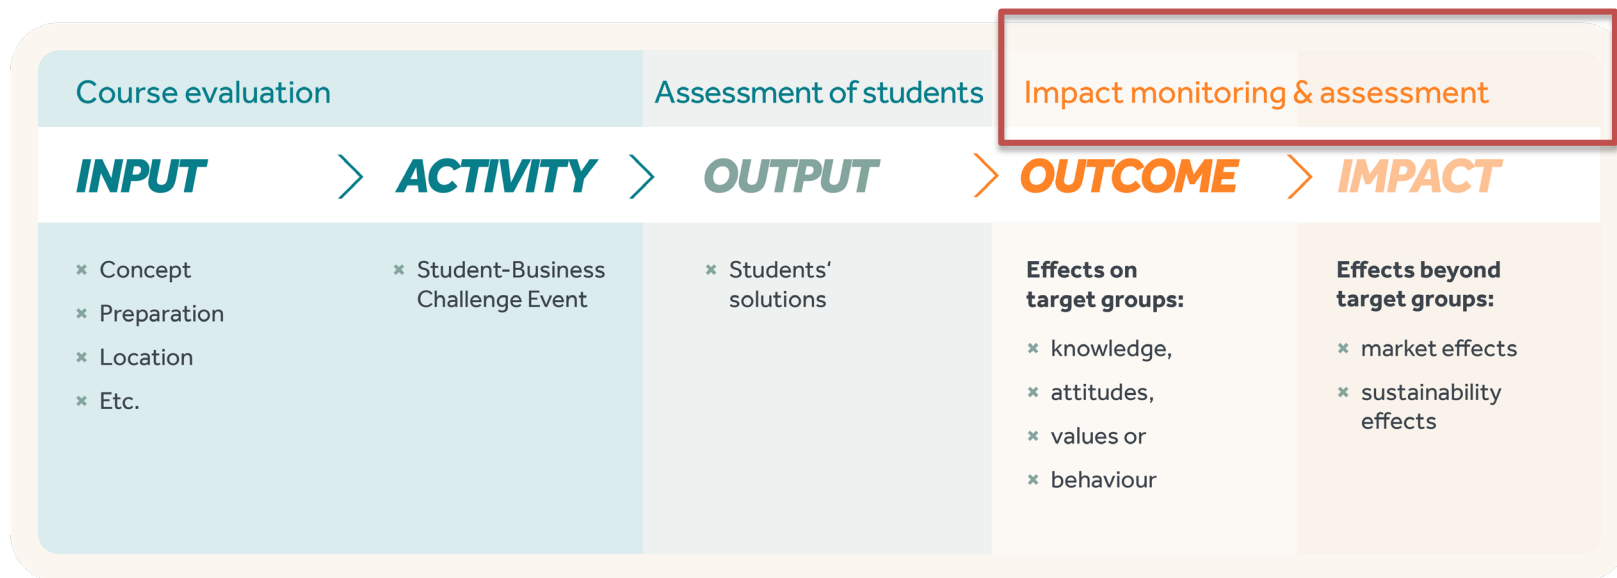 Course evaluation
Assessment of students
Impact monitoring & assessment
INPUT
ACTIVITY
OUTPUT
OUTCOME
IMPACT
Concept
Preparation
Location
Etc.
Student-Business
Challenge Event
Students‘
solutions
Effects on
target groups:
knowledge,
attitudes,
values or
behaviour
Effects beyond
target groups:
market effects
sustainability
effects